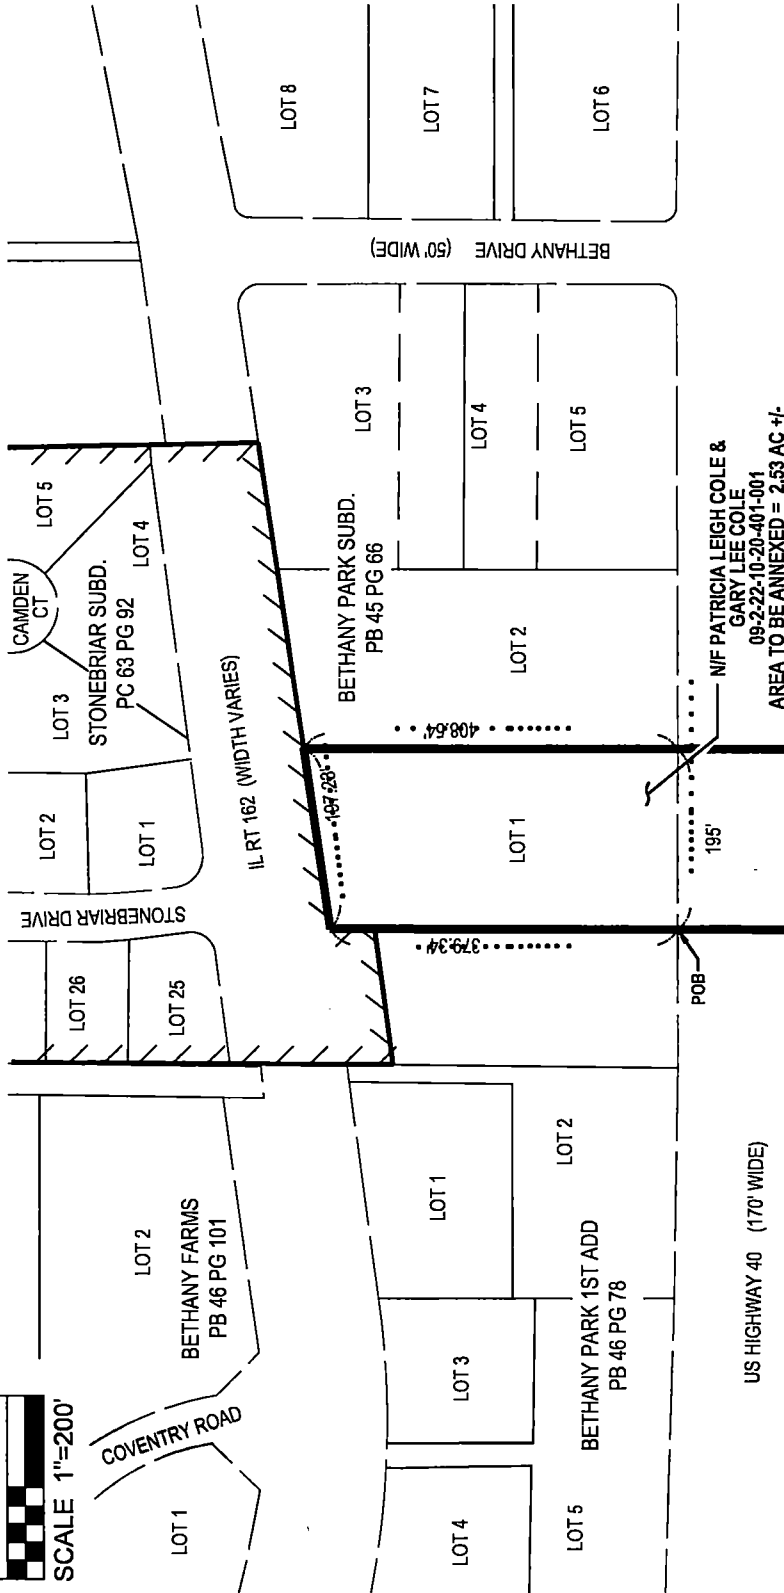 SCALE 1"=200'
COVENTRY ROAD
LOT 1
LOT 2
BETHANY FARMS
PB 46 PG 101
LOT 26
LOT 25
STONEBRIAR DRIVE
LOT 2
LOT 1
LOT 3
CAMDEN
CT
STONEBRIAR SUBD.
PC 63 PG 92
LOT 5
LOT 4
IL RT 162 (WIDTH VARIES)
LOT 4
LOT 3
LOT 5
BETHANY PARK 1ST ADD
PB 46 PG 78
LOT 1
LOT 2
379.34'
LOT 1
408.64'
195'
POB
BETHANY PARK SUBD.
PB 45 PG 66
LOT 2
LOT 3
LOT 4
LOT 5
BETHANY DRIVE (50' WIDE)
LOT 8
LOT 7
LOT 6
US HIGHWAY 40 (170' WIDE)
N/F PATRICIA LEIGH COLE &
GARY LEE COLE
09-2-22-10-20-401-001
AREA TO BE ANNEXED = 2.53 AC +/-